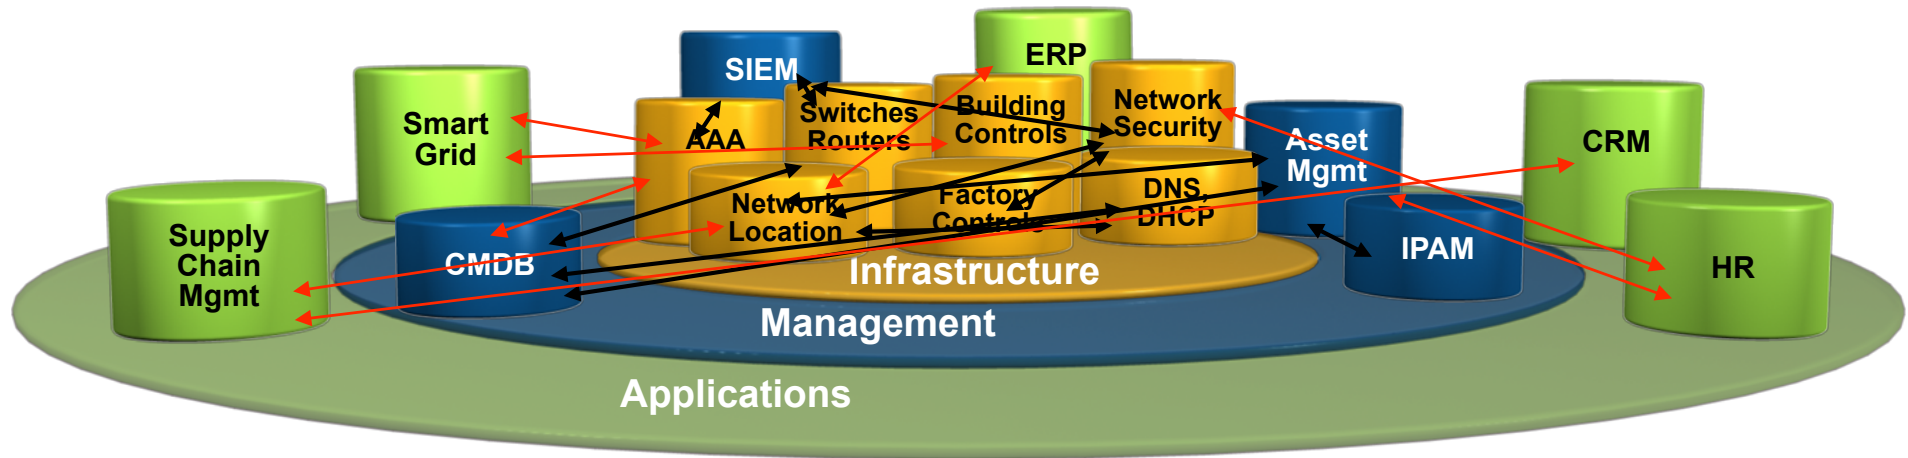 ERP
SIEM
Smart
Grid
AAA
Switches
Routers
Building
Controls
Network
Security
Asset
Mgmt
CRM
Supply
Chain
Mgmt
CMDB
Network
Location
Factory
Controls
DNS,
DHCP
IPAM
HR
Infrastructure
Management
Applications